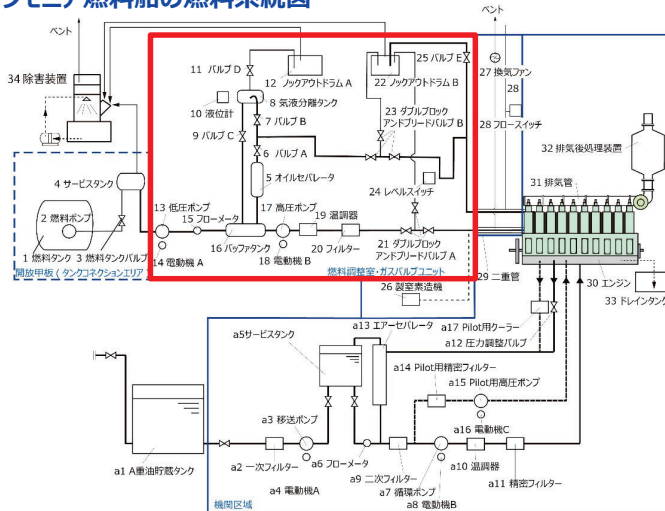 アンモニア燃料船の燃料系統図
ベント
ベント
34 除害装置
11 バルブ D
12 ノックアウトドラム A
22 ノックアウトドラム B
25 バルブ E
27 換気ファン
28
28 フロースイッチ
10 液位計
8 気液分離タンク
7 バルブ B
9 バルブ C
6 バルブ A
23 ダブルブロック
アンドブリードバルブ B
32 排気後処理装置
31 排気管
4 サービスタンク
5 オイルセパレータ
24 レベルスイッチ
2 燃料ポンプ
13 低圧ポンプ
15 フローメータ
17 高圧ポンプ
19 温調器
1 燃料タンク
3 燃料タンクバルブ
14 電動機 A
16 バッファタンク
18 電動機 B
20 フィルター
21 ダブルブロック
アンドブリードバルブ A
開放甲板 ( タンクコネクションエリア )
燃料調整室・ガスバルブユニット
29 二重管
30 エンジン
33 ドレインタンク
26 製窒素造機
a13 エアーセパレータ
a5サービスタンク
a17 Pilot用クーラー
a12 圧力調整バルブ
a14 Pilot用精密フィルター
a15 Pilot用高圧ポンプ
a3 移送ポンプ
a16 電動機C
a1 A重油貯蔵タンク
a2 一次フィルター
a6 フローメータ
a9 二次フィルター
a10 温調器
a4 電動機A
a7 循環ポンプ
a11 精密フィルター
a8 電動機B
機関区域